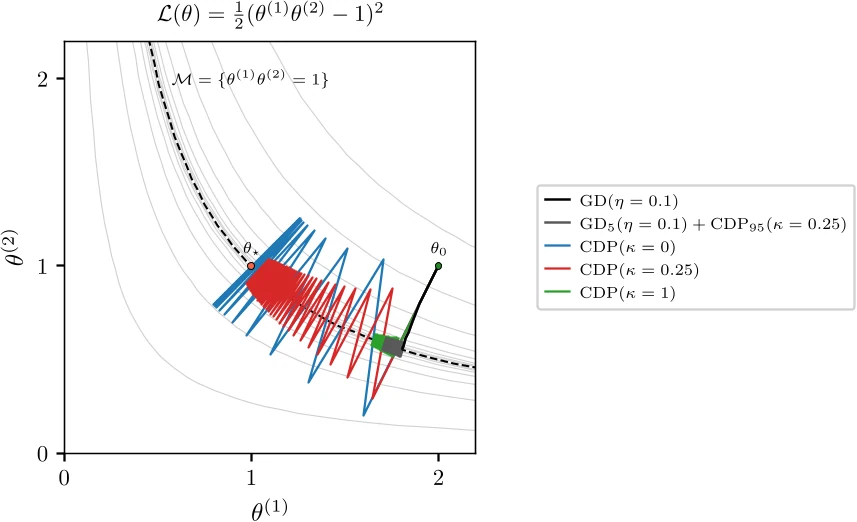 ℒ(θ) = ½(θ⁽¹⁾θ⁽²⁾ − 1)²
ℳ = {θ⁽¹⁾θ⁽²⁾ = 1}
θ⋆
θ₀
2
1
0
0
1
2
θ⁽²⁾
θ⁽¹⁾
GD(η = 0.1)
GD₅(η = 0.1) + CDP₉₅(κ = 0.25)
CDP(κ = 0)
CDP(κ = 0.25)
CDP(κ = 1)